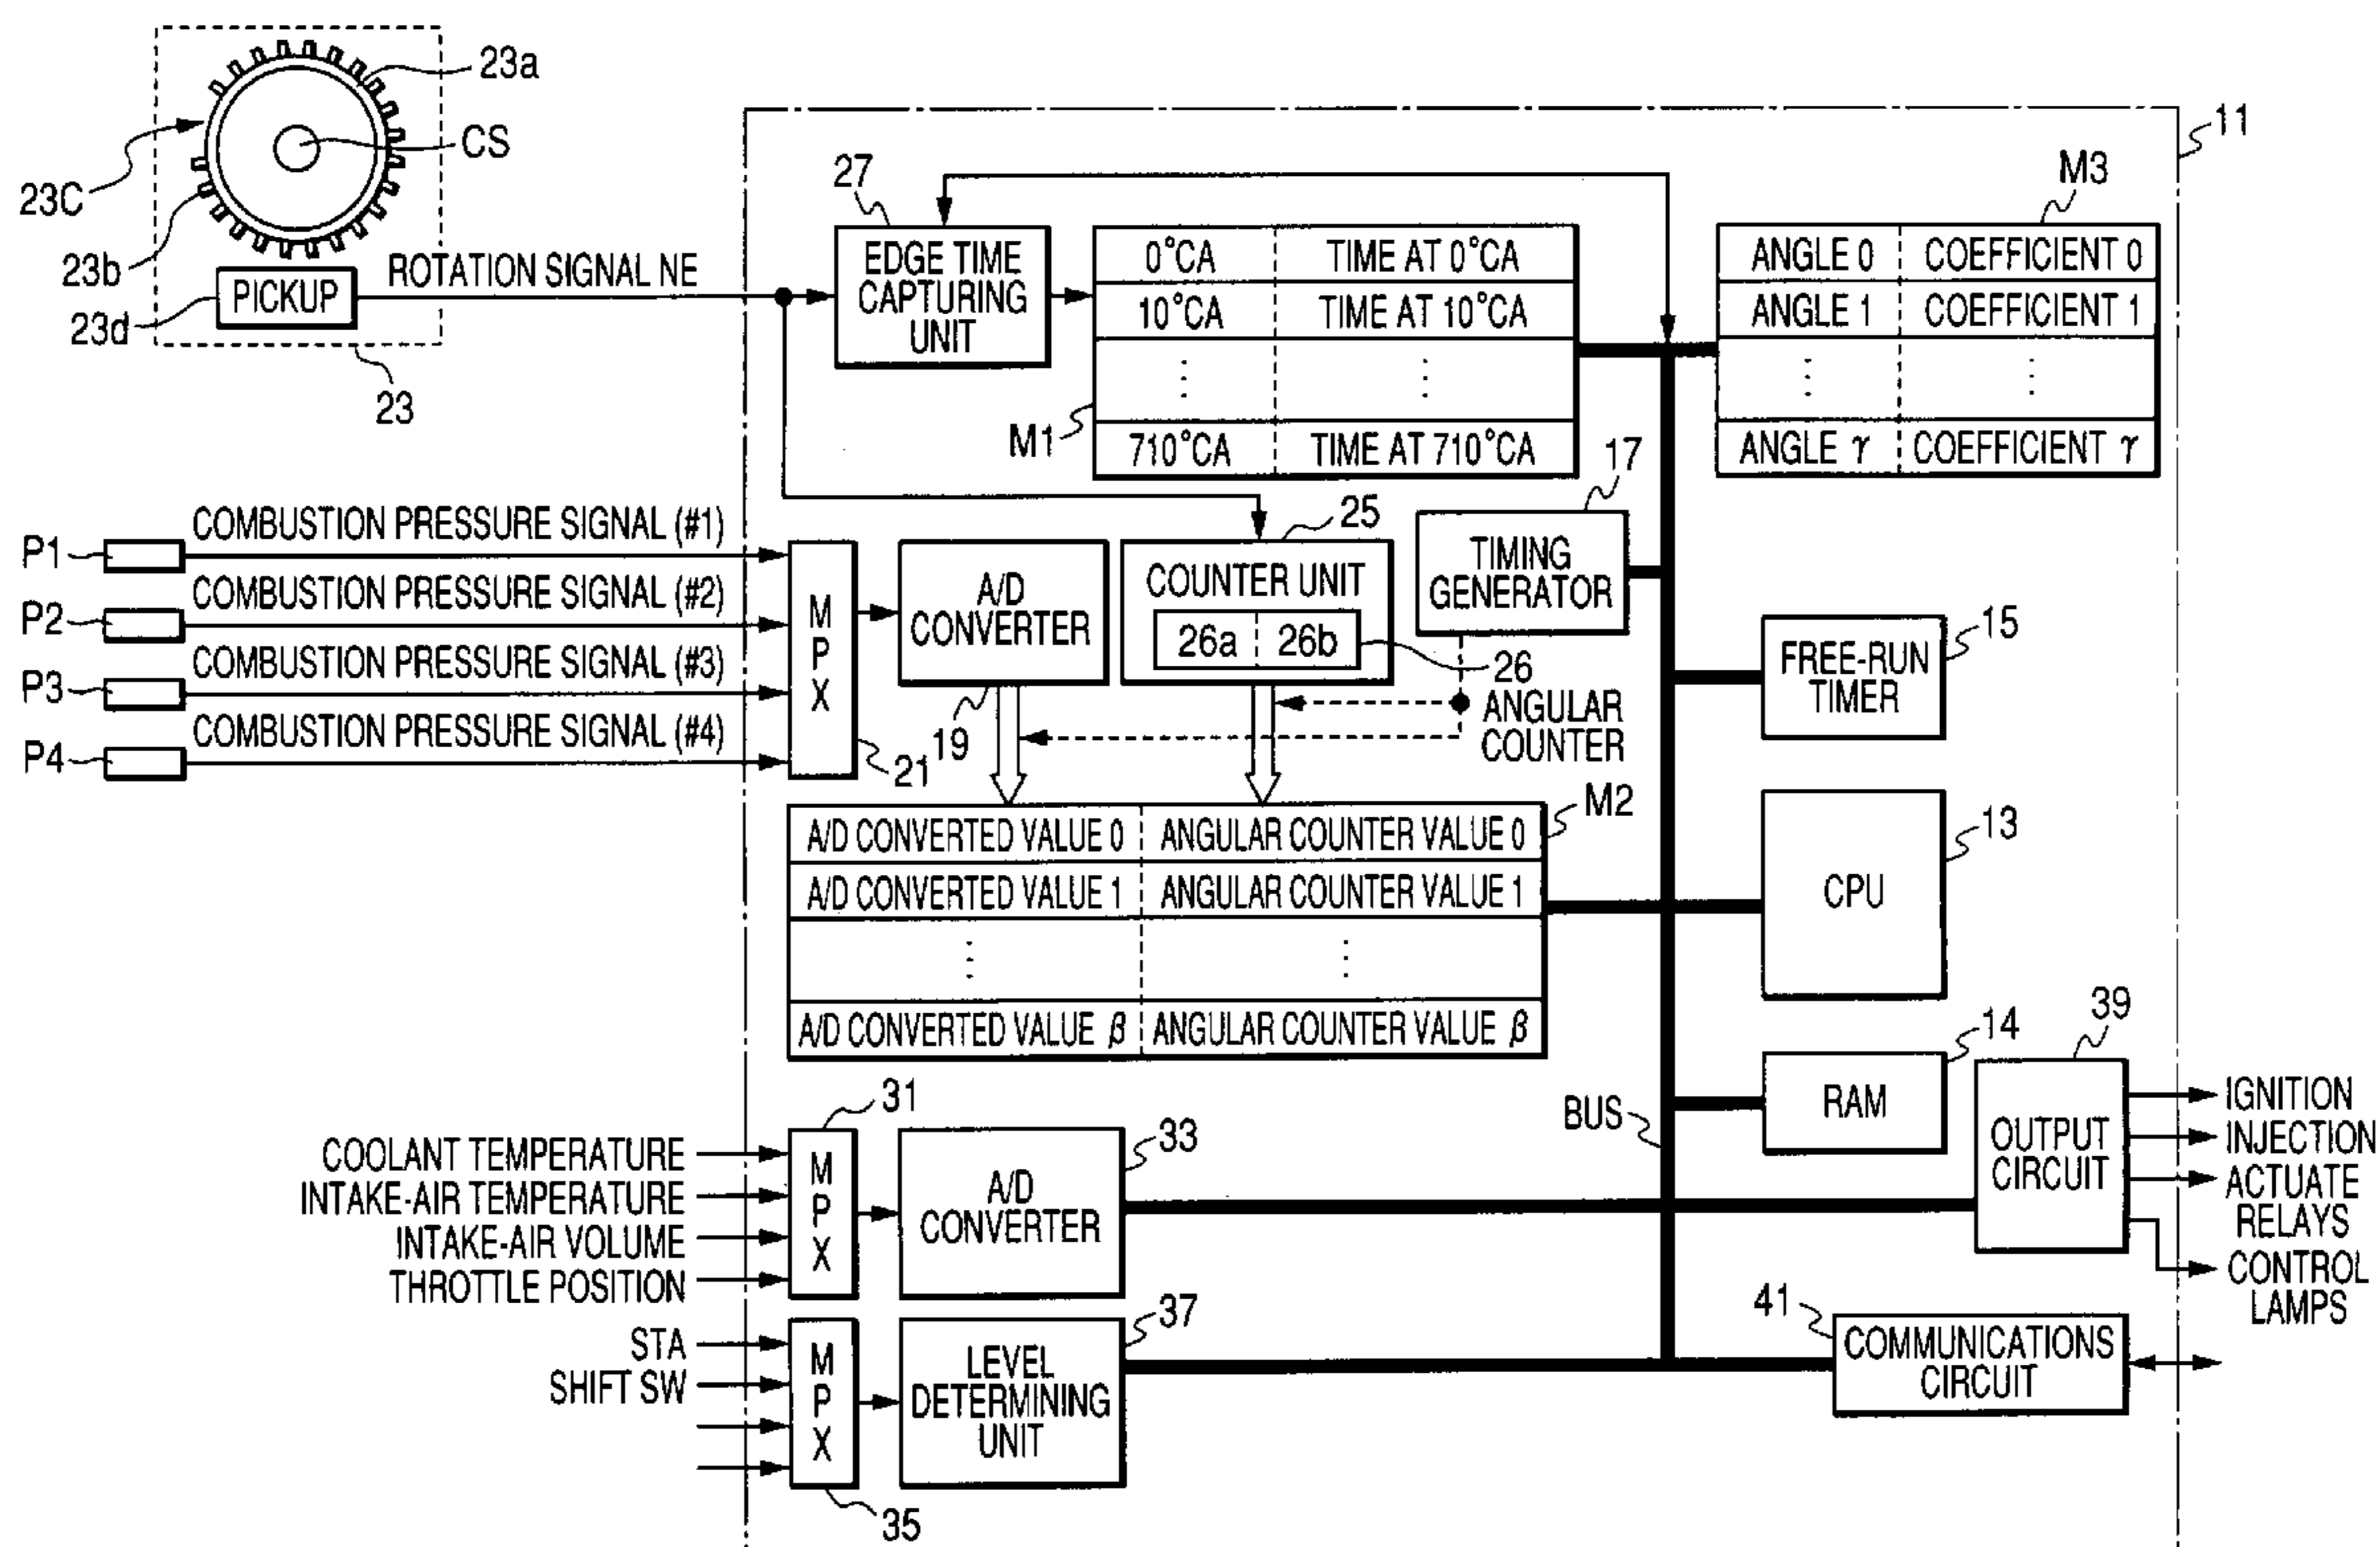 23a
CS
23C
23b
PICKUP
23d
23
ROTATION SIGNAL NE
11
27
EDGE TIME
CAPTURING
UNIT
0°CA
TIME AT 0°CA
10°CA
TIME AT 10°CA
710°CA
TIME AT 710°CA
M1
M3
ANGLE 0
COEFFICIENT 0
ANGLE 1
COEFFICIENT 1
ANGLE γ
COEFFICIENT γ
P1
COMBUSTION PRESSURE SIGNAL (#1)
P2
COMBUSTION PRESSURE SIGNAL (#2)
P3
COMBUSTION PRESSURE SIGNAL (#3)
P4
COMBUSTION PRESSURE SIGNAL (#4)
MPX
21
A/D
CONVERTER
19
25
COUNTER UNIT
26a
26b
26
17
TIMING
GENERATOR
ANGULAR
COUNTER
15
FREE-RUN
TIMER
M2
A/D CONVERTED VALUE 0
ANGULAR COUNTER VALUE 0
A/D CONVERTED VALUE 1
ANGULAR COUNTER VALUE 1
A/D CONVERTED VALUE β
ANGULAR COUNTER VALUE β
13
CPU
14
RAM
BUS
39
OUTPUT
CIRCUIT
IGNITION
INJECTION
ACTUATE
RELAYS
CONTROL
LAMPS
COOLANT TEMPERATURE
INTAKE-AIR TEMPERATURE
INTAKE-AIR VOLUME
THROTTLE POSITION
31
MPX
33
A/D
CONVERTER
STA
SHIFT SW
MPX
35
37
LEVEL
DETERMINING
UNIT
41
COMMUNICATIONS
CIRCUIT